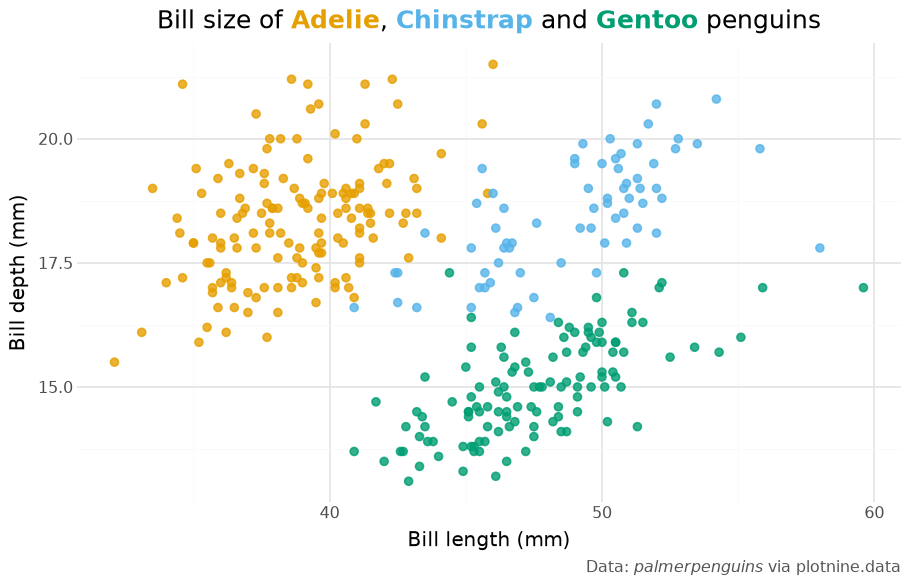 Bill size of Adelie, Chinstrap and Gentoo penguins
Bill depth (mm)
20.0
17.5
15.0
40 50 60
Bill length (mm)
Data: palmerpenguins via plotnine.data